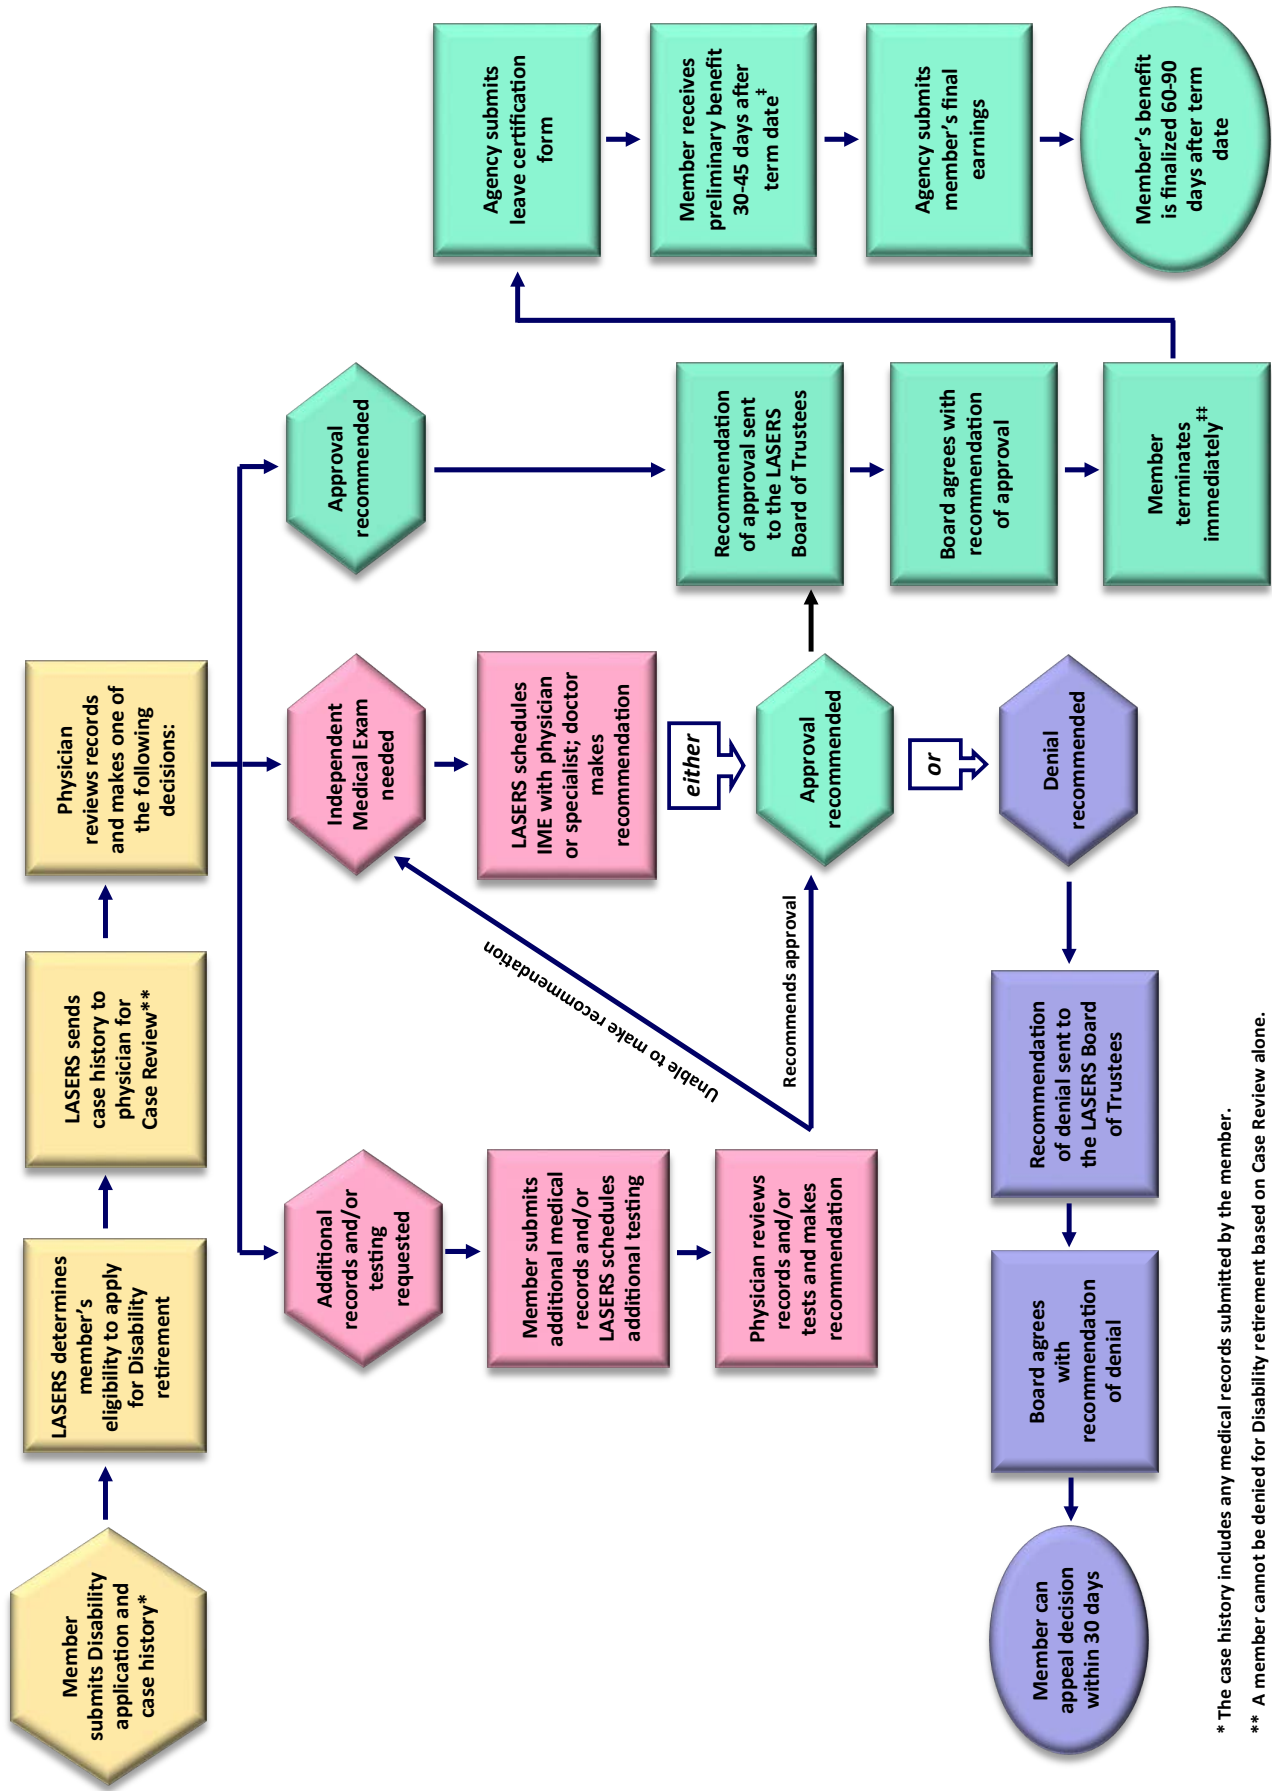 Member
submits Disability
application and
case history*
LASERS determines
member's
eligibility to apply
for Disability
retirement
LASERS sends
case history to
physician for
Case Review**
Physician
reviews records
and makes one of
the following
decisions:
Additional
records and/or
testing
requested
Member submits
additional medical
records and/or
LASERS schedules
additional testing
Physician reviews
records and/or
tests and makes
recommendation
Unable to make recommendation
Recommends approval
Independent
Medical Exam
needed
LASERS schedules
IME with physician
or specialist; doctor
makes
recommendation
either
Approval
recommended
or
Denial
recommended
Recommendation
of denial sent to
the LASERS Board
of Trustees
Board agrees
with
recommendation
of denial
Member can
appeal decision
within 30 days
Approval
recommended
Recommendation
of approval sent
to the LASERS
Board of Trustees
Board agrees with
recommendation
of approval
Member
terminates
immediately‡‡
Agency submits
leave certification
form
Member receives
preliminary benefit
30-45 days after
term date‡
Agency submits
member's final
earnings
Member's benefit
is finalized 60-90
days after term
date
* The case history includes any medical records submitted by the member.
** A member cannot be denied for Disability retirement based on Case Review alone.